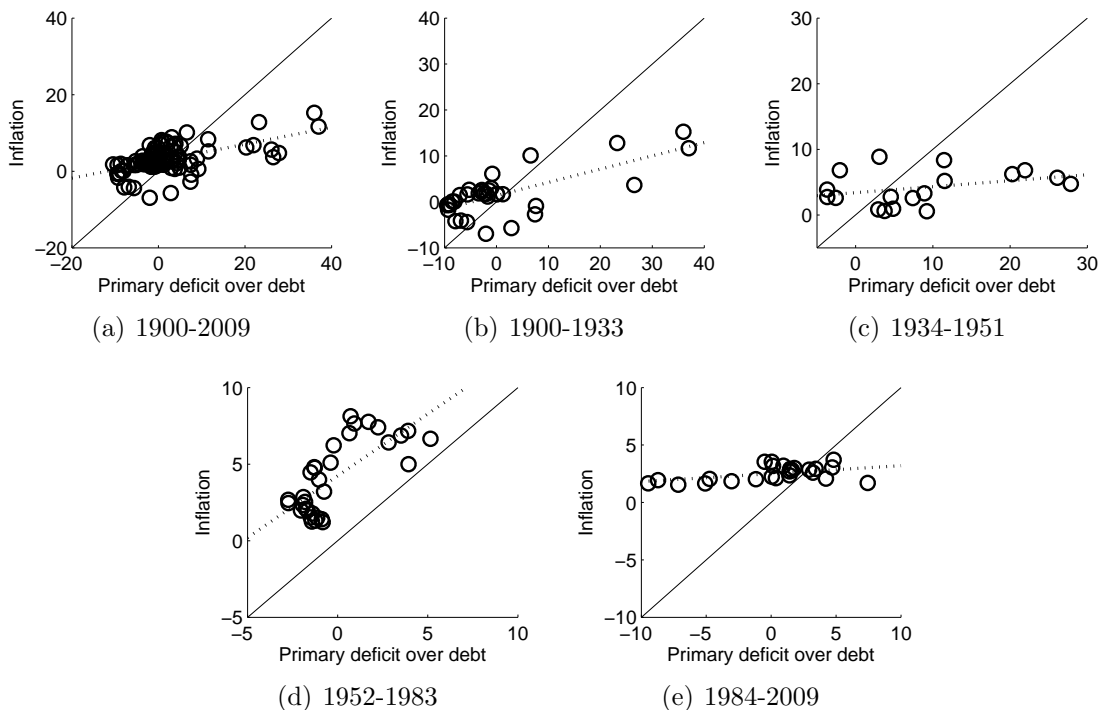 40
20
0
−20
−20 0 20 40
Inflation
Primary deficit over debt
(a) 1900-2009
40
30
20
10
0
−10
−10 0 10 20 30 40
Inflation
Primary deficit over debt
(b) 1900-1933
30
20
10
0
0 10 20 30
Inflation
Primary deficit over debt
(c) 1934-1951
10
5
0
−5
−5 0 5 10
Inflation
Primary deficit over debt
(d) 1952-1983
10
5
0
−5
−10
−10 −5 0 5 10
Inflation
Primary deficit over debt
(e) 1984-2009